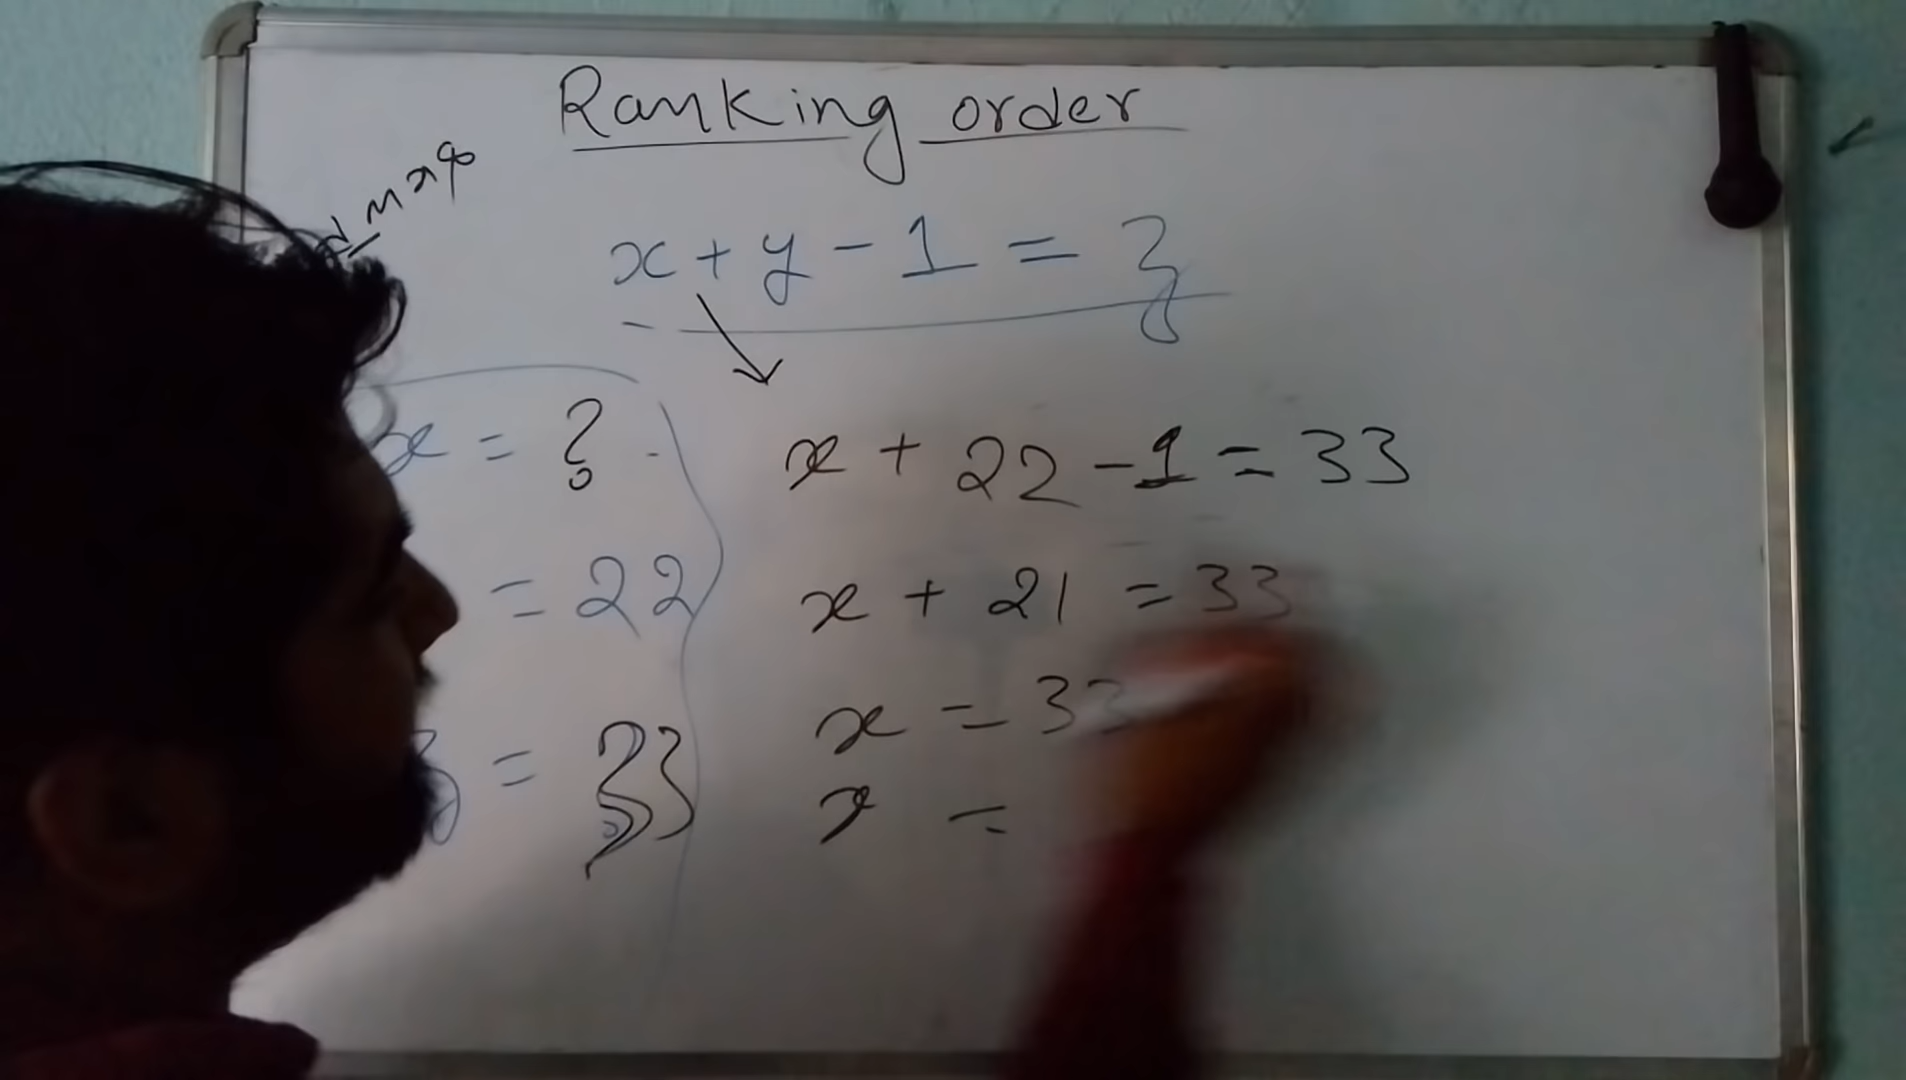 Ranking order
x + y - 1 = z
x = ?
= 22
z = 33
x + 22 - 1 = 33
x + 21 = 33
x = 33
x =